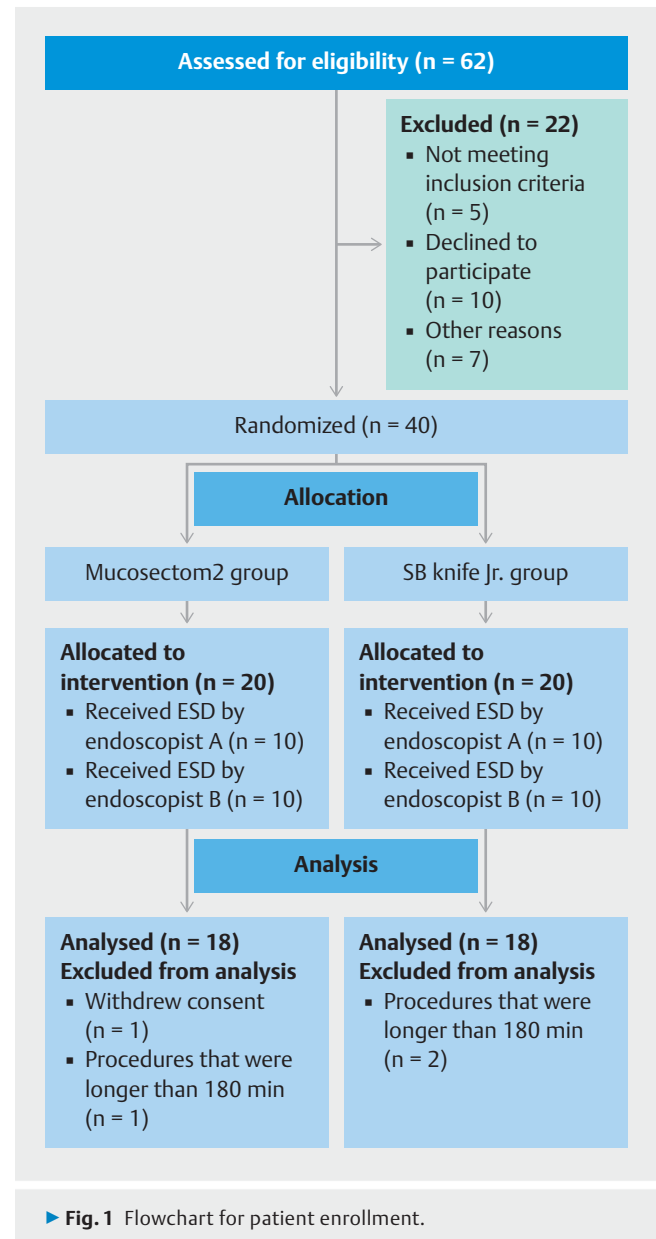 Assessed for eligibility (n = 62)
Excluded (n = 22)
▪ Not meeting
inclusion criteria
(n = 5)
▪ Declined to
participate
(n = 10)
▪ Other reasons
(n = 7)
Randomized (n = 40)
Allocation
Mucosectom2 group
SB knife Jr. group
Allocated to
intervention (n = 20)
▪ Received ESD by
endoscopist A (n = 10)
▪ Received ESD by
endoscopist B (n = 10)
Allocated to
intervention (n = 20)
▪ Received ESD by
endoscopist A (n = 10)
▪ Received ESD by
endoscopist B (n = 10)
Analysis
Analysed (n = 18)
Excluded from analysis
▪ Withdrew consent
(n = 1)
▪ Procedures that were
longer than 180 min
(n = 1)
Analysed (n = 18)
Excluded from analysis
▪ Procedures that were
longer than 180 min
(n = 2)
▶ Fig. 1 Flowchart for patient enrollment.